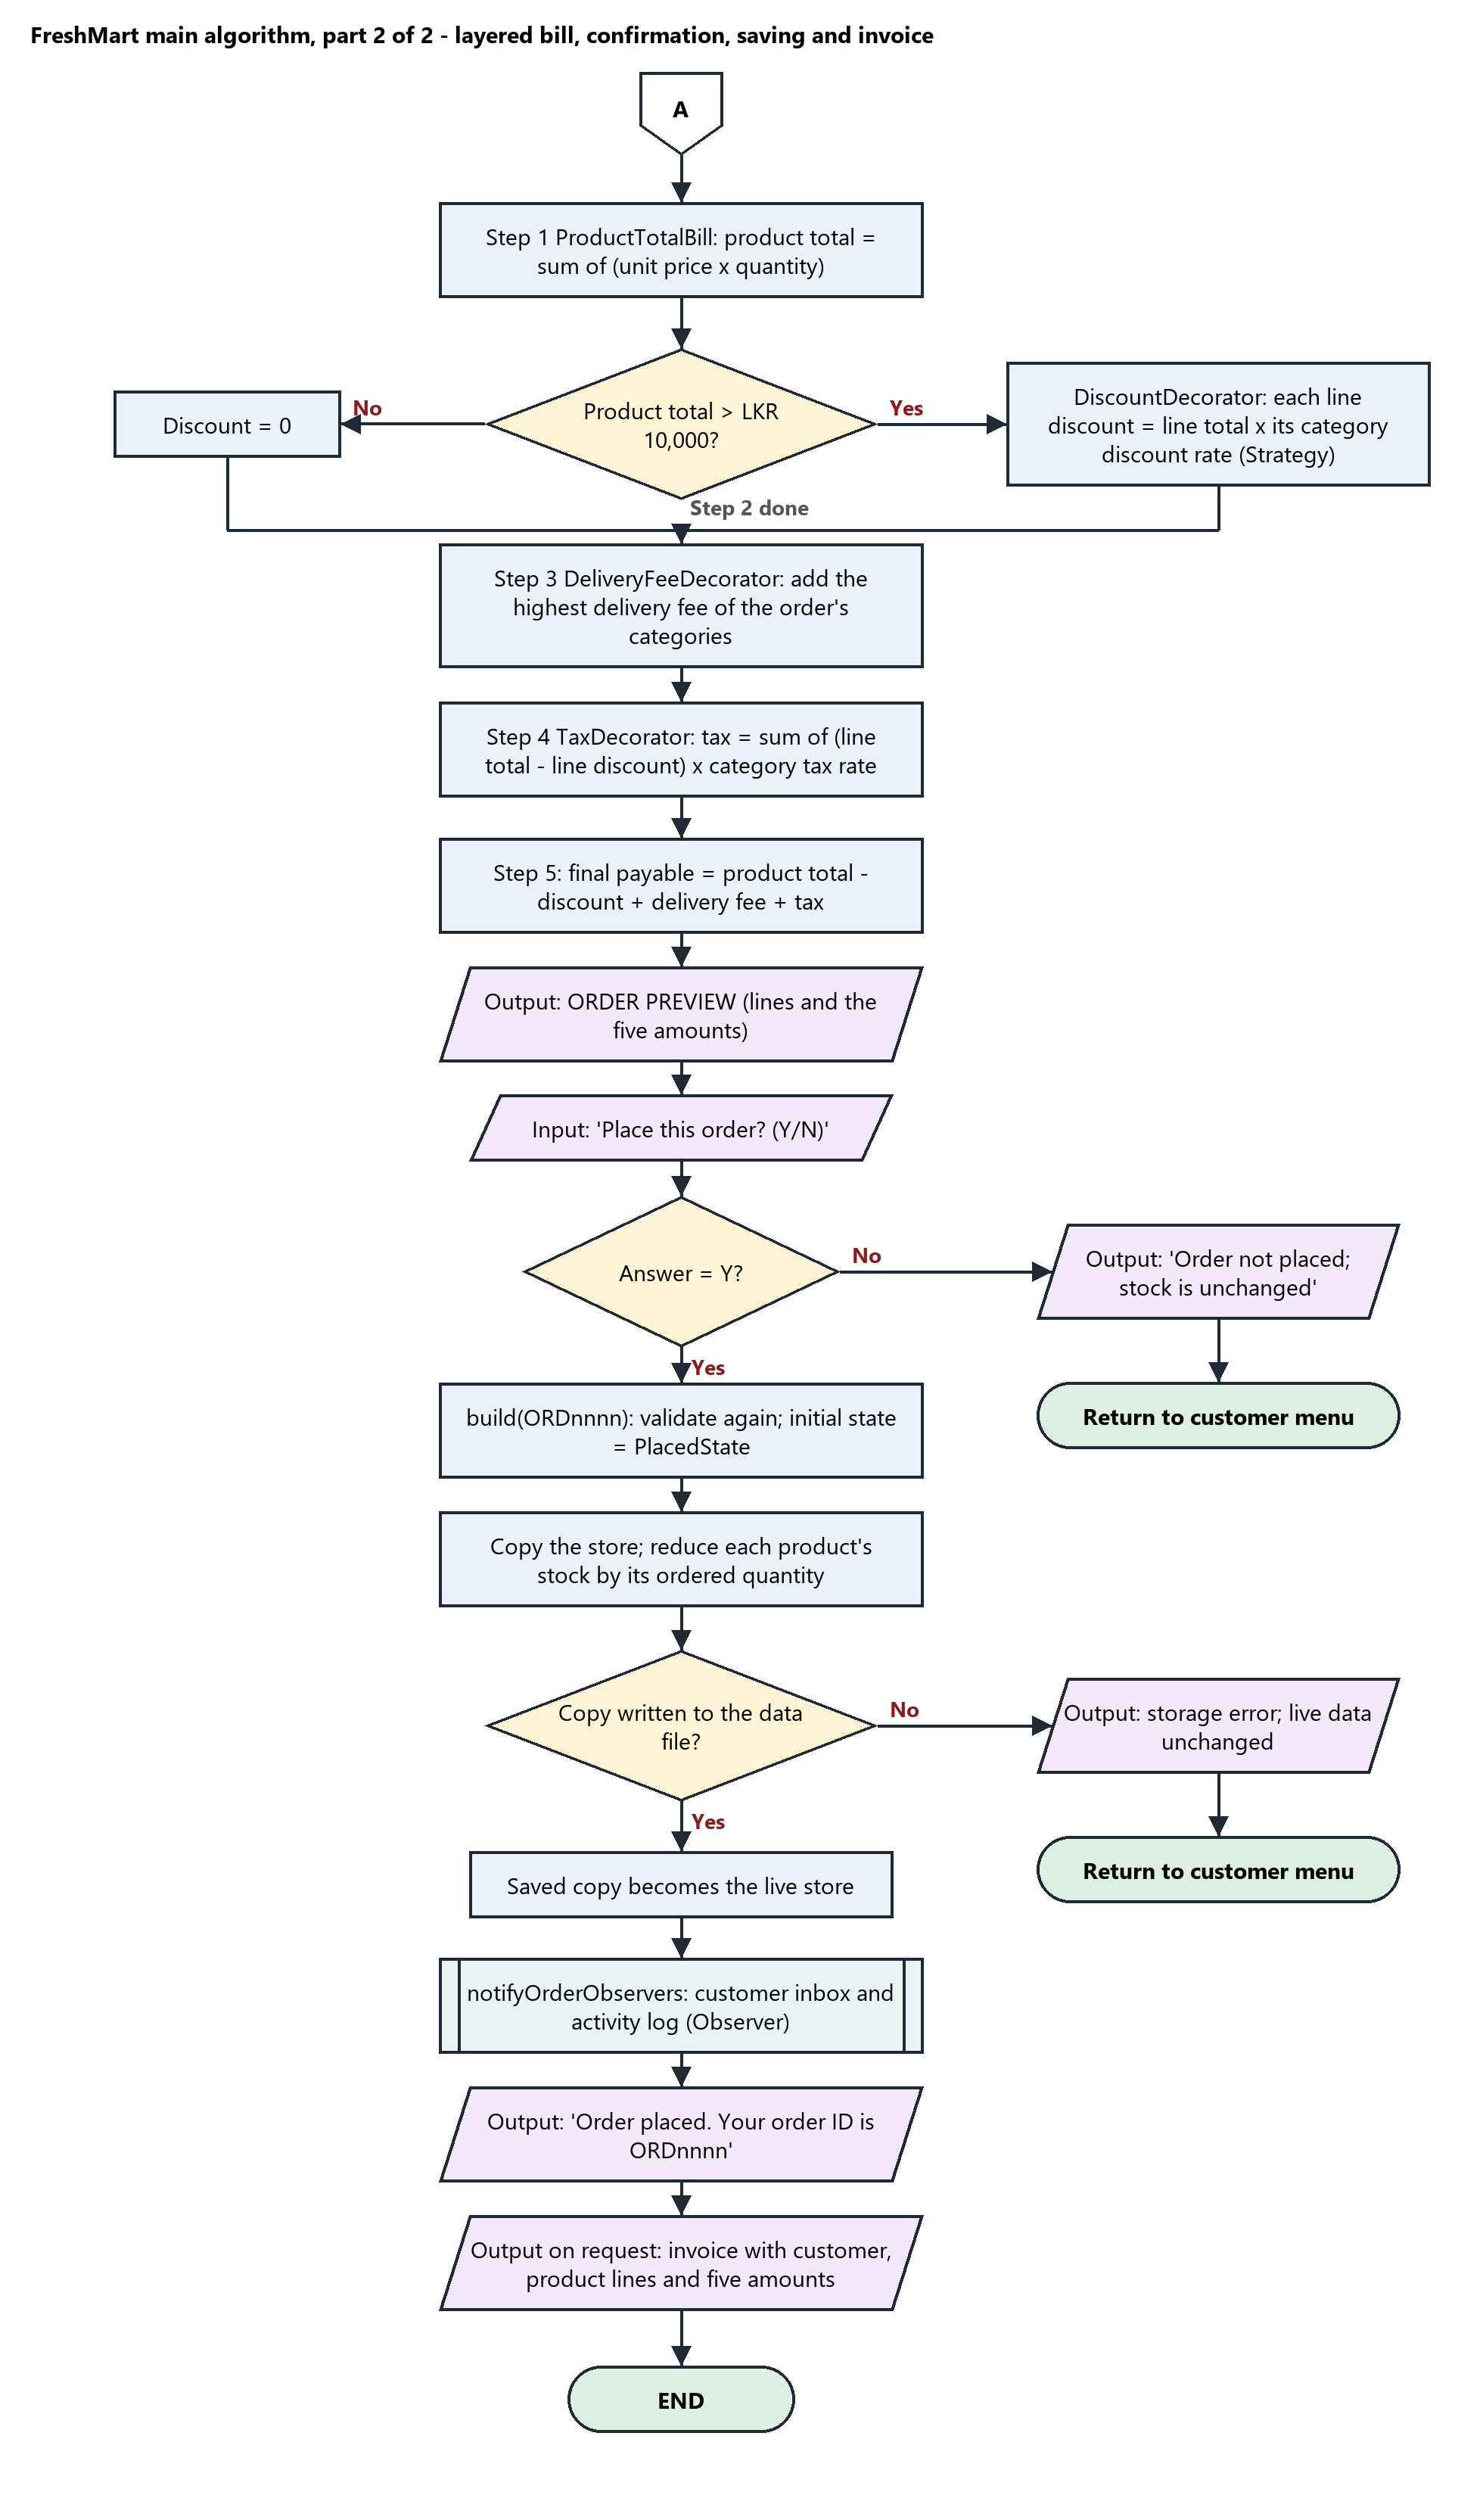 FreshMart main algorithm, part 2 of 2 - layered bill, confirmation, saving and invoice
A
Step 1 ProductTotalBill: product total =
sum of (unit price x quantity)
Product total > LKR
10,000?
No
Yes
Discount = 0
DiscountDecorator: each line
discount = line total x its category
discount rate (Strategy)
Step 2 done
Step 3 DeliveryFeeDecorator: add the
highest delivery fee of the order's
categories
Step 4 TaxDecorator: tax = sum of (line
total - line discount) x category tax rate
Step 5: final payable = product total -
discount + delivery fee + tax
Output: ORDER PREVIEW (lines and the
five amounts)
Input: 'Place this order? (Y/N)'
Answer = Y?
No
Output: 'Order not placed;
stock is unchanged'
Return to customer menu
Yes
build(ORDnnnn): validate again; initial state
= PlacedState
Copy the store; reduce each product's
stock by its ordered quantity
Copy written to the data
file?
No
Output: storage error; live data
unchanged
Return to customer menu
Yes
Saved copy becomes the live store
notifyOrderObservers: customer inbox and
activity log (Observer)
Output: 'Order placed. Your order ID is
ORDnnnn'
Output on request: invoice with customer,
product lines and five amounts
END